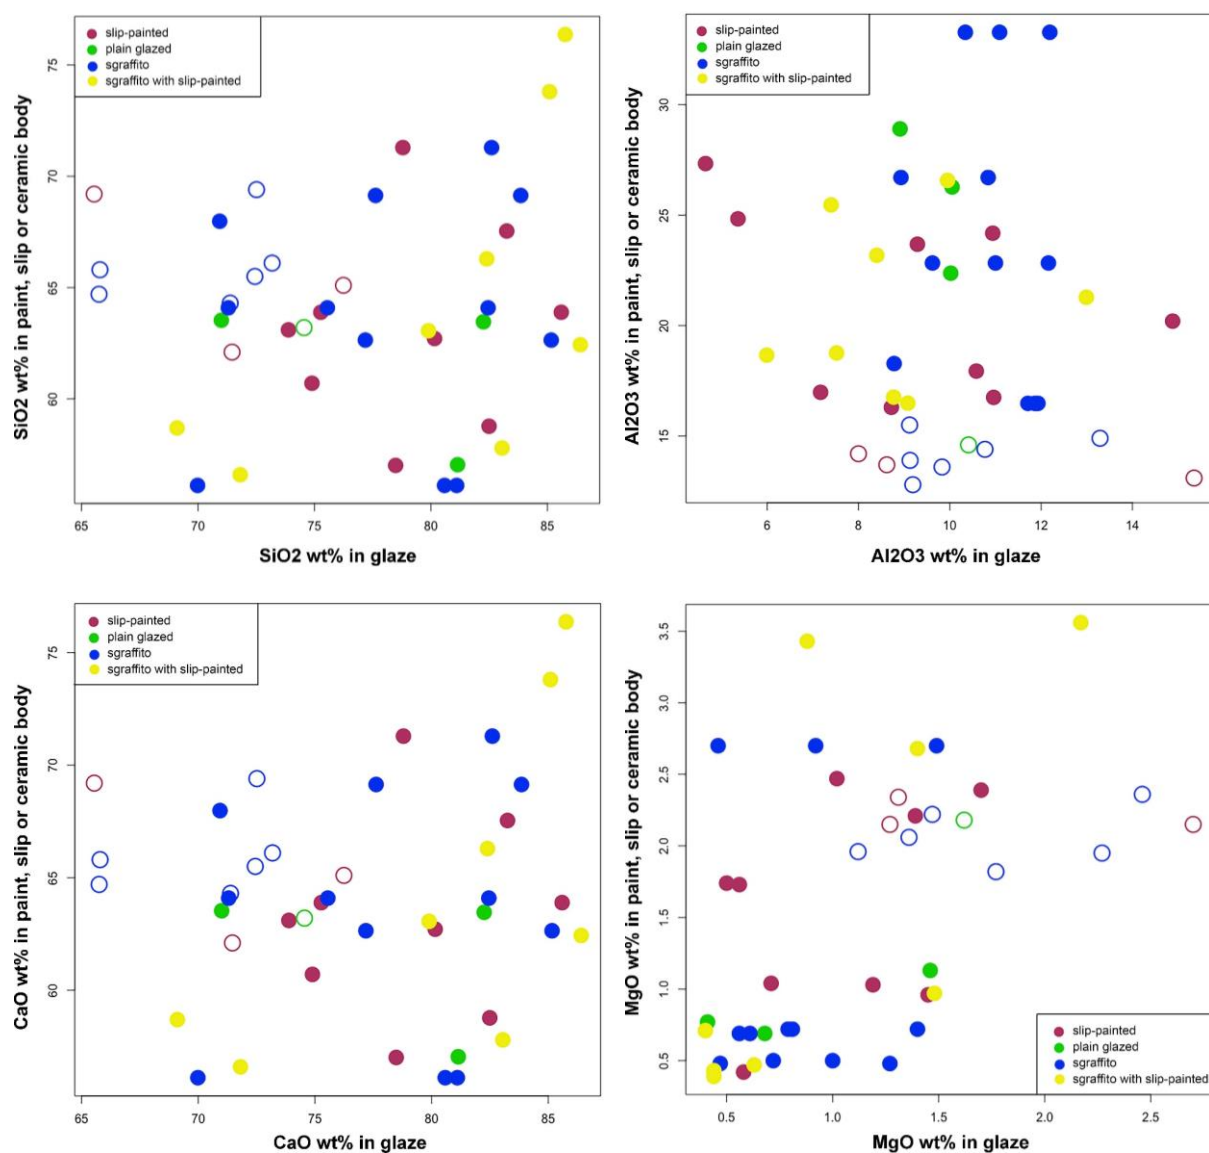 slip-painted
plain glazed
sgraffito
sgraffito with slip-painted
SiO2 wt% in paint, slip or ceramic body
75
70
65
60
65 70 75 80 85
SiO2 wt% in glaze
slip-painted
plain glazed
sgraffito
sgraffito with slip-painted
Al2O3 wt% in paint, slip or ceramic body
30
25
20
15
6 8 10 12 14
Al2O3 wt% in glaze
slip-painted
plain glazed
sgraffito
sgraffito with slip-painted
CaO wt% in paint, slip or ceramic body
75
70
65
60
65 70 75 80 85
CaO wt% in glaze
MgO wt% in paint, slip or ceramic body
3.5
3.0
2.5
2.0
1.5
1.0
0.5
slip-painted
plain glazed
sgraffito
sgraffito with slip-painted
0.5 1.0 1.5 2.0 2.5
MgO wt% in glaze